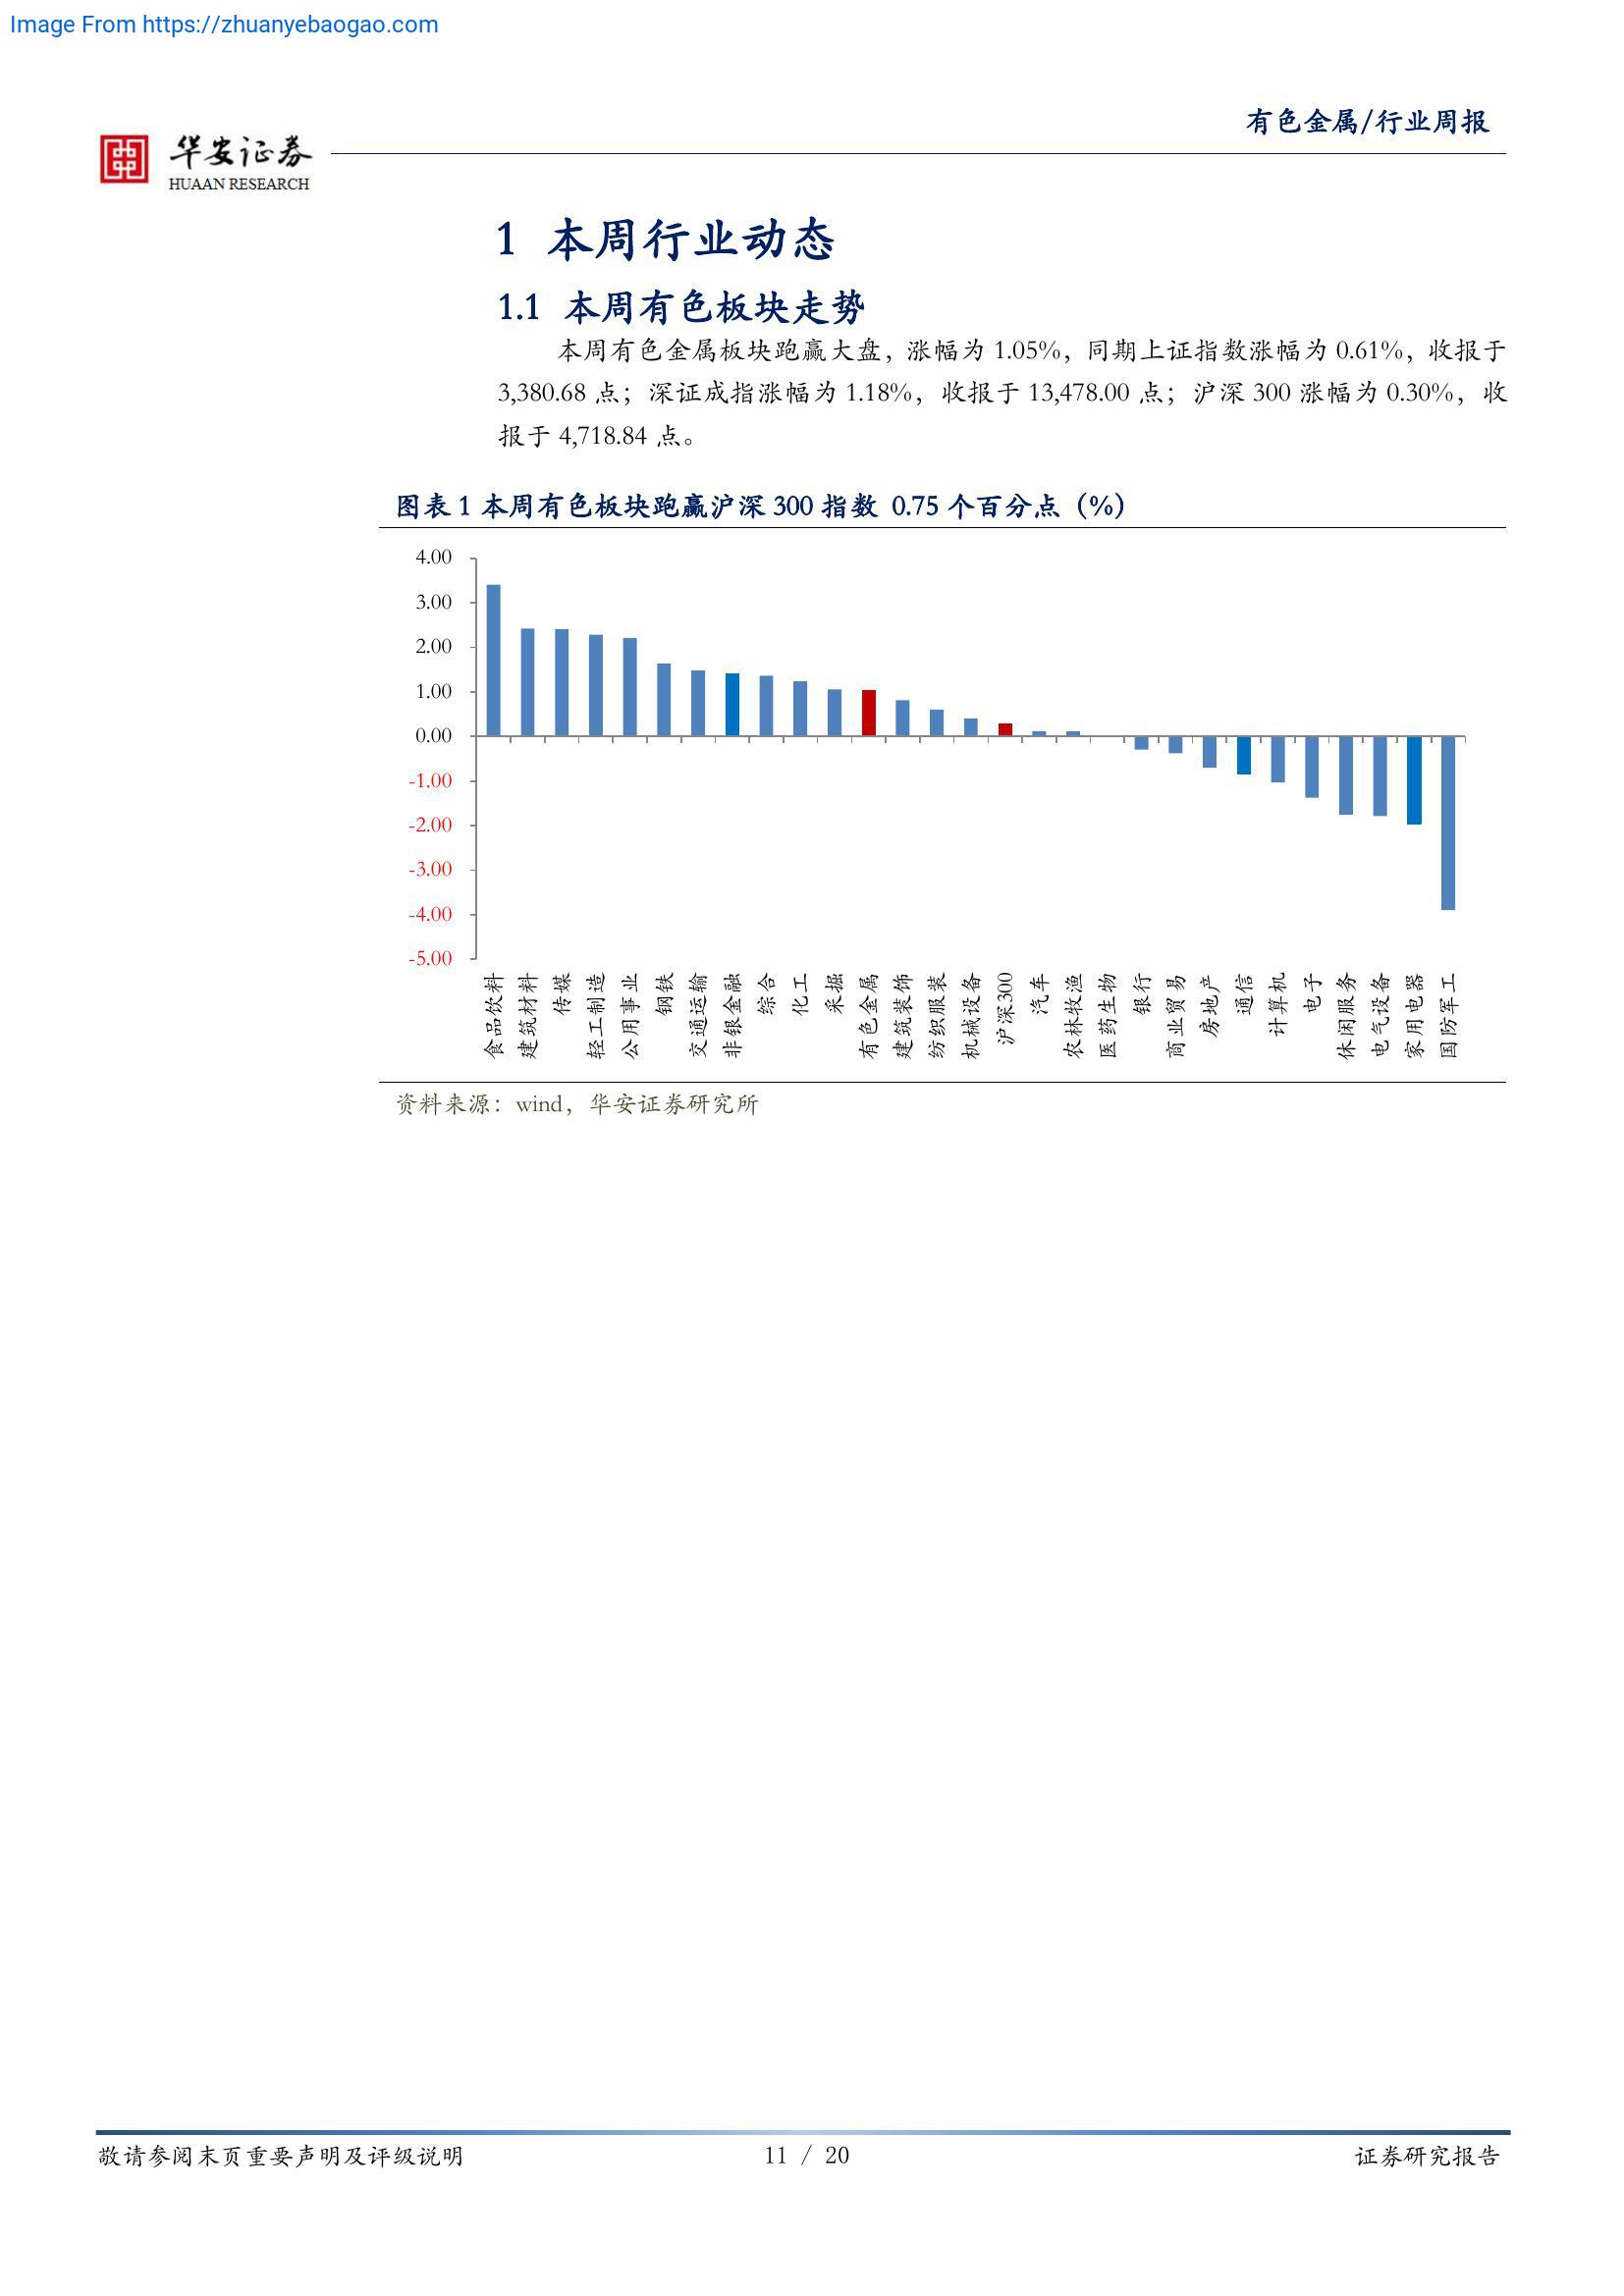 Image From https://zhuanyebaogao.com
有色金属/行业周报
华安证券
HUAAN RESEARCH
1 本周行业动态
1.1 本周有色板块走势
本周有色金属板块跑赢大盘，涨幅为 1.05%，同期上证指数涨幅为 0.61%，收报于
3,380.68 点；深证成指涨幅为 1.18%，收报于 13,478.00 点；沪深 300 涨幅为 0.30%，收
报于 4,718.84 点。
图表 1 本周有色板块跑赢沪深 300 指数 0.75 个百分点（%）
4.00
3.00
2.00
1.00
0.00
-1.00
-2.00
-3.00
-4.00
-5.00
食品饮料
建筑材料
传媒
轻工制造
公用事业
钢铁
交通运输
非银金融
综合
化工
采掘
有色金属
建筑装饰
纺织服装
机械设备
沪深300
汽车
农林牧渔
医药生物
银行
商业贸易
房地产
通信
计算机
电子
休闲服务
电气设备
家用电器
国防军工
资料来源：wind，华安证券研究所
敬请参阅末页重要声明及评级说明
11 / 20
证券研究报告